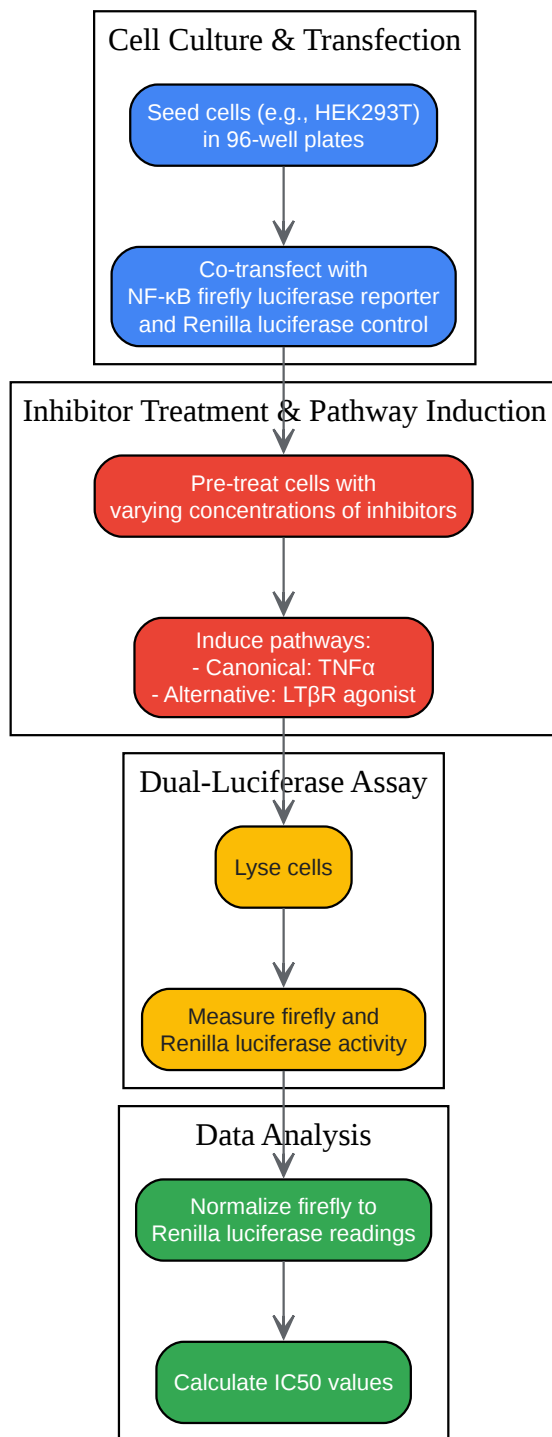 Cell Culture & Transfection
Seed cells (e.g., HEK293T)
in 96-well plates
Co-transfect with
NF-κB firefly luciferase reporter
and Renilla luciferase control
Inhibitor Treatment & Pathway Induction
Pre-treat cells with
varying concentrations of inhibitors
Induce pathways:
- Canonical: TNFα
- Alternative: LTβR agonist
Dual-Luciferase Assay
Lyse cells
Measure firefly and
Renilla luciferase activity
Data Analysis
Normalize firefly to
Renilla luciferase readings
Calculate IC50 values